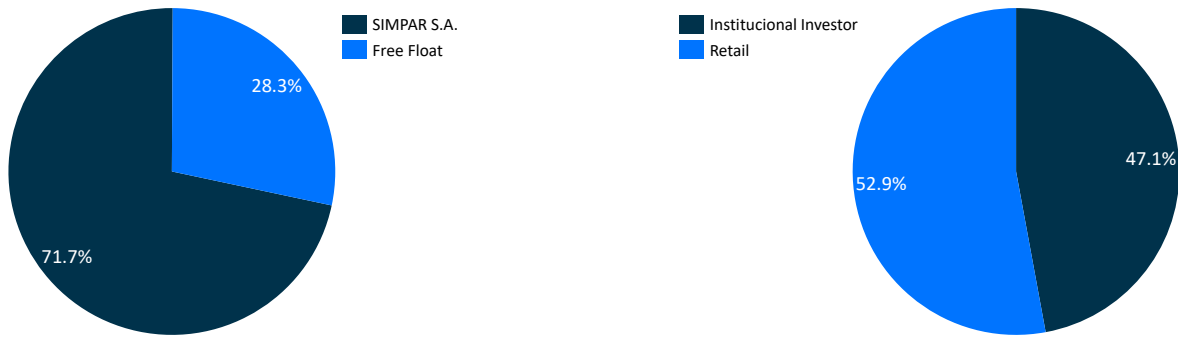 SIMPAR S.A.
Free Float
28.3%
71.7%
Institucional Investor
Retail
47.1%
52.9%